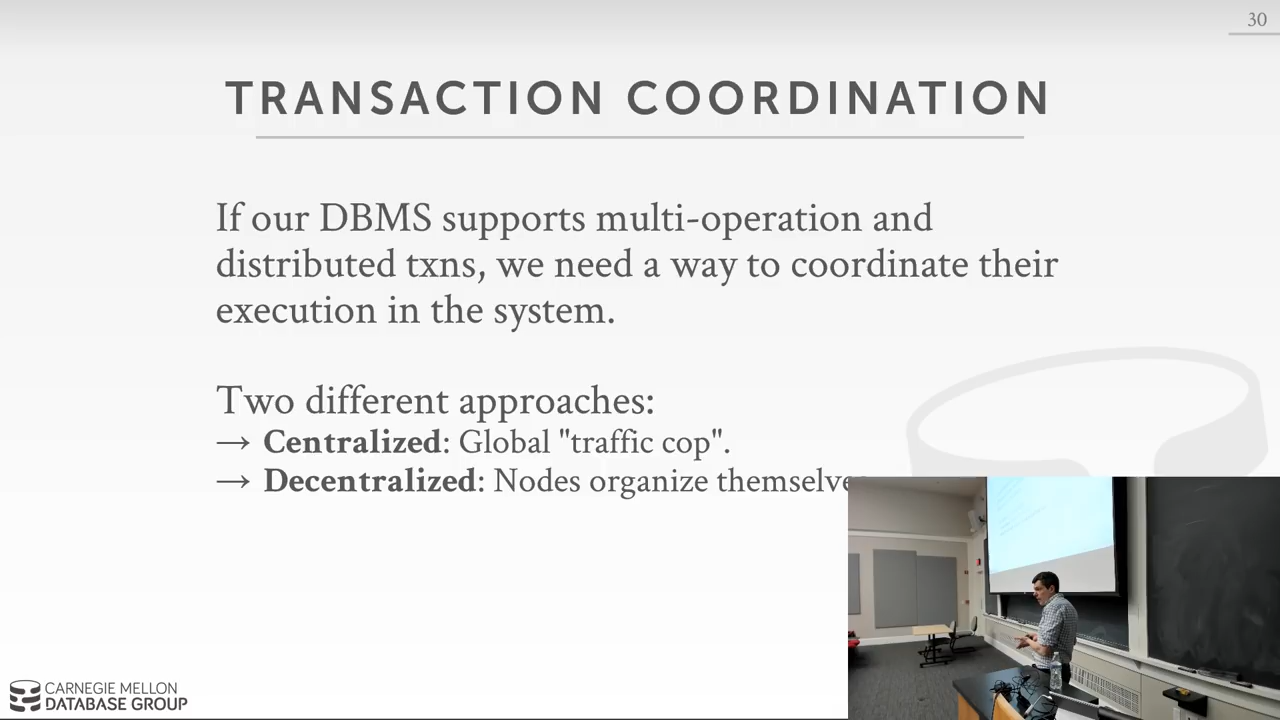 30
TRANSACTION COORDINATION
If our DBMS supports multi-operation and
distributed txns, we need a way to coordinate their
execution in the system.
Two different approaches:
→ Centralized: Global "traffic cop".
→ Decentralized: Nodes organize
CARNEGIE MELLON
DATABASE GROUP